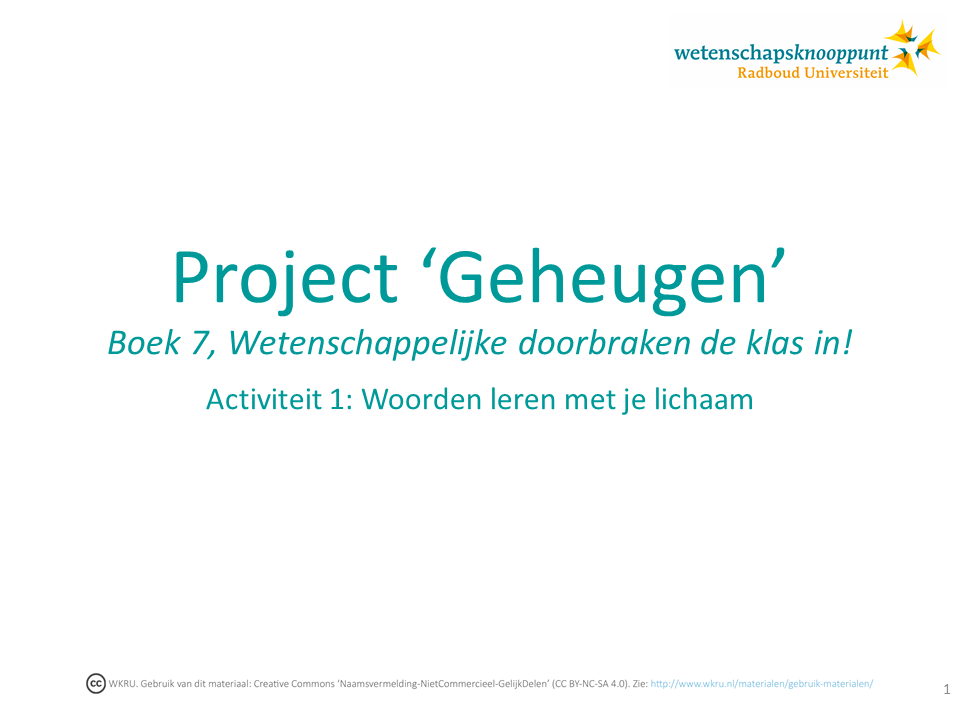 wetenschapsknooppunt
Radboud Universiteit
Project ‘Geheugen’
Boek 7, Wetenschappelijke doorbraken de klas in!
Activiteit 1: Woorden leren met je lichaam
cc WKRU. Gebruik van dit materiaal: Creative Commons ‘Naamsvermelding-NietCommercieel-GelijkDelen’ (CC BY-NC-SA 4.0). Zie: http://www.wkru.nl/materialen/gebruik-materialen/
1